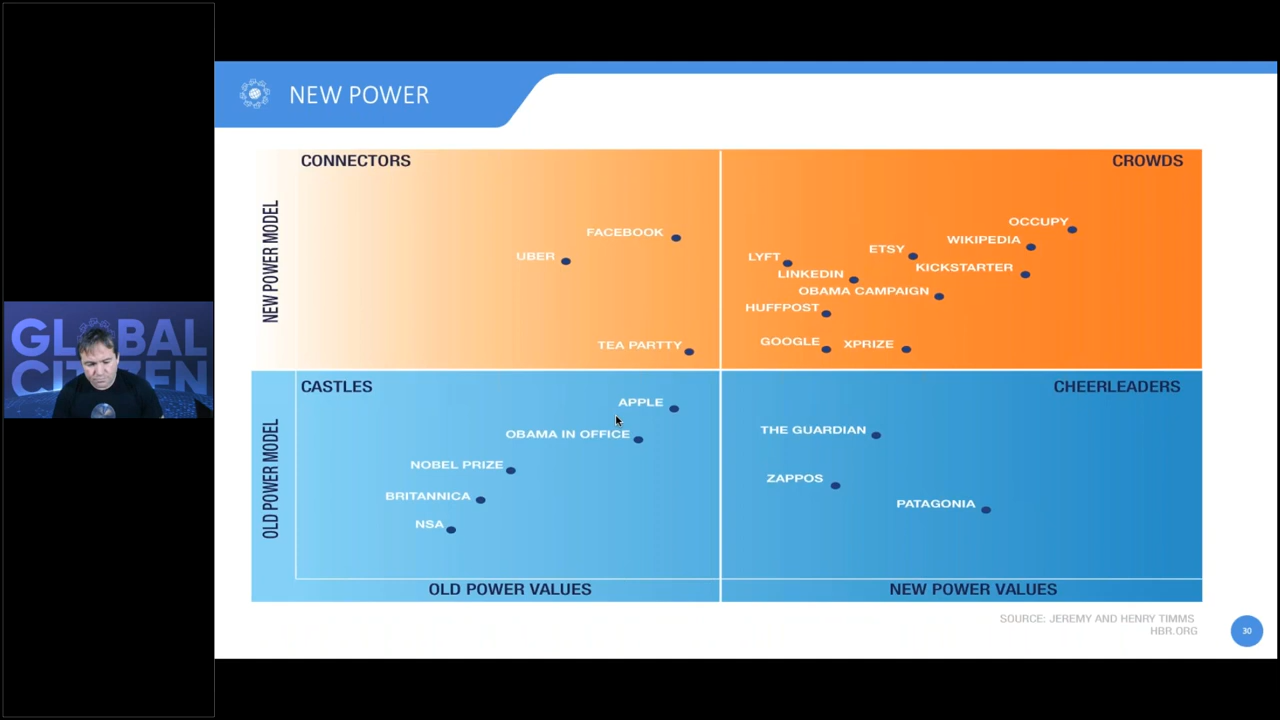 NEW POWER
CONNECTORS
CROWDS
NEW POWER MODEL
OCCUPY
FACEBOOK
WIKIPEDIA
ETSY
UBER
LYFT
KICKSTARTER
LINKEDIN
OBAMA CAMPAIGN
HUFFPOST
GOOGLE
XPRIZE
TEA PARTTY
CASTLES
CHEERLEADERS
OLD POWER MODEL
APPLE
THE GUARDIAN
OBAMA IN OFFICE
NOBEL PRIZE
ZAPPOS
BRITANNICA
PATAGONIA
NSA
OLD POWER VALUES
NEW POWER VALUES
SOURCE: JEREMY AND HENRY TIMMS
HBR.ORG
30
GLOBAL
CITIZEN